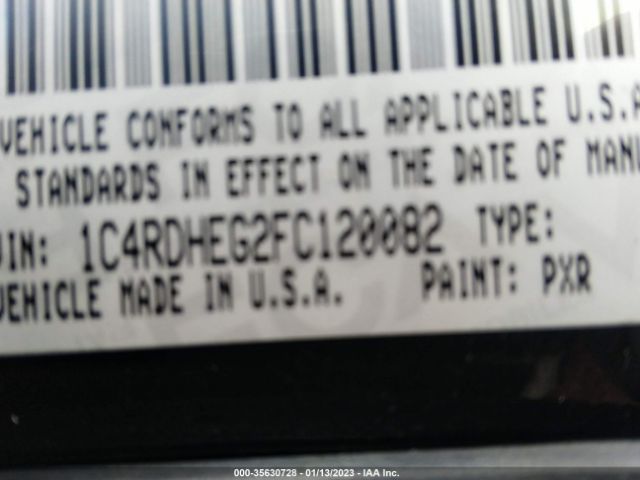 VEHICLE CONFORMS TO ALL APPLICABLE U.S.A
STANDARDS IN EFFECT ON THE DATE OF MANU
VIN: 1C4RDHEG2FC120082 TYPE:
VEHICLE MADE IN U.S.A. PAINT: PXR
000-35630728 - 01/13/2023 - IAA Inc.